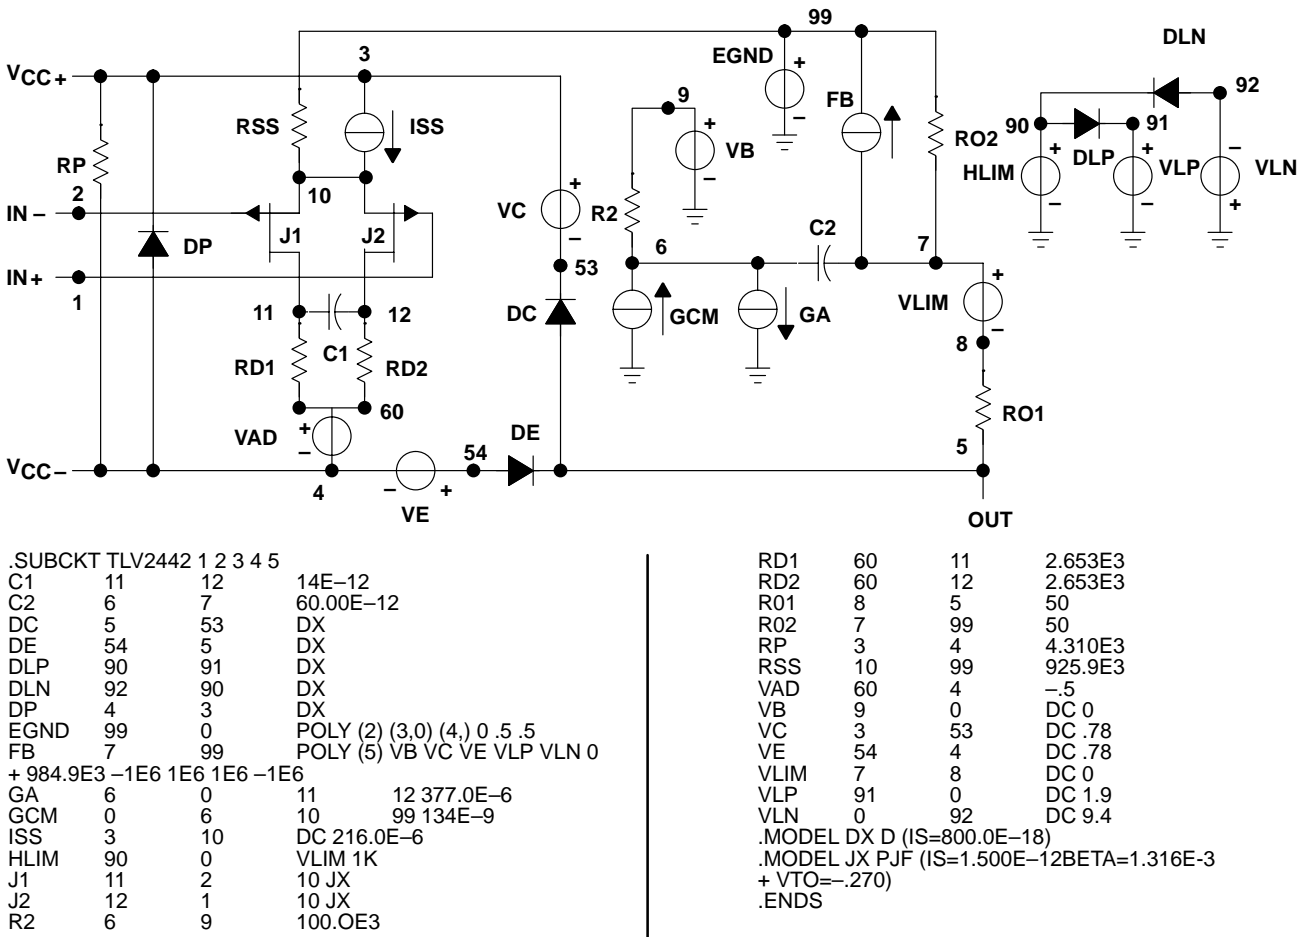 99
DLN
3
EGND
+
VCC+
9
+
FB
92
RSS
ISS
90
91
RP
VB
RO2
DLP
+
+
–
10
–
HLIM
VLP
VLN
2
VC
+
R2
C2
–
–
+
IN –
J1
J2
–
6
7
DP
53
IN+
+
1
11
12
DC
GCM
GA
VLIM
–
C1
8
RD1
RD2
60
VAD
+
DE
RO1
–
54
5
VCC–
4
–
+
VE
OUT
.SUBCKT TLV2442 1 2 3 4 5
C1 11 12 14E–12
C2 6 7 60.00E–12
DC 5 53 DX
DE 54 5 DX
DLP 90 91 DX
DLN 92 90 DX
DP 4 3 DX
EGND 99 0 POLY (2) (3,0) (4,) 0 .5 .5
FB 7 99 POLY (5) VB VC VE VLP VLN 0
+ 984.9E3 –1E6 1E6 1E6 –1E6
GA 6 0 11 12 377.0E–6
GCM 0 6 10 99 134E–9
ISS 3 10 DC 216.0E–6
HLIM 90 0 VLIM 1K
J1 11 2 10 JX
J2 12 1 10 JX
R2 6 9 100.OE3
RD1 60 11 2.653E3
RD2 60 12 2.653E3
R01 8 5 50
R02 7 99 50
RP 3 4 4.310E3
RSS 10 99 925.9E3
VAD 60 4 –.5
VB 9 0 DC 0
VC 3 53 DC .78
VE 54 4 DC .78
VLIM 7 8 DC 0
VLP 91 0 DC 1.9
VLN 0 92 DC 9.4
.MODEL DX D (IS=800.0E–18)
.MODEL JX PJF (IS=1.500E–12BETA=1.316E-3
+ VTO=–.270)
.ENDS